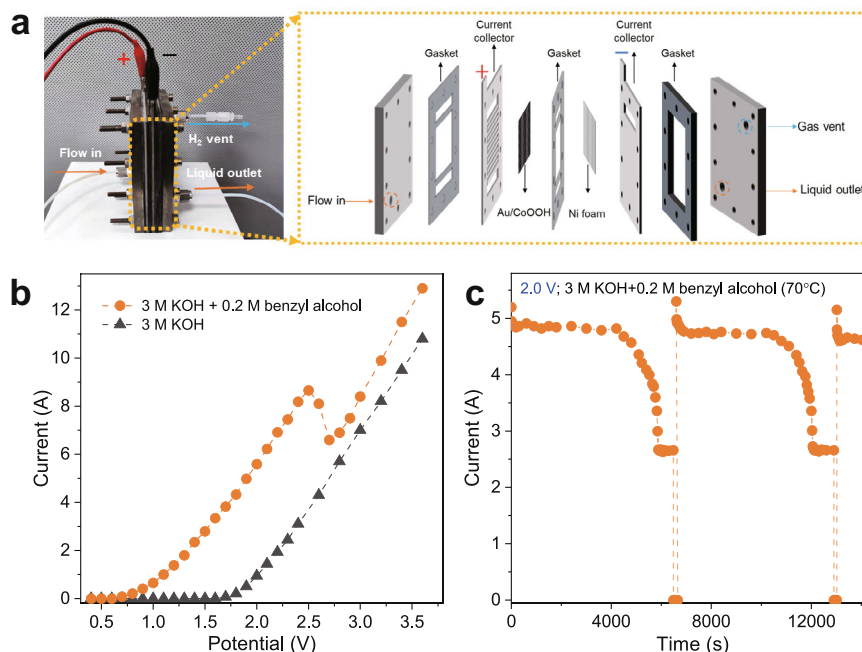 a
+
−
H₂ vent
Flow in
Liquid outlet
Gasket
Current
collector
+
Gasket
Current
collector
−
Gasket
Gas vent
Liquid outlet
Flow in
Au/CoOOH
Ni foam
b
3 M KOH + 0.2 M benzyl alcohol
3 M KOH
Current (A)
12
10
8
6
4
2
0
0.5 1.0 1.5 2.0 2.5 3.0 3.5
Potential (V)
c
2.0 V; 3 M KOH+0.2 M benzyl alcohol (70°C)
Current (A)
5
4
3
2
1
0
0 4000 8000 12000
Time (s)